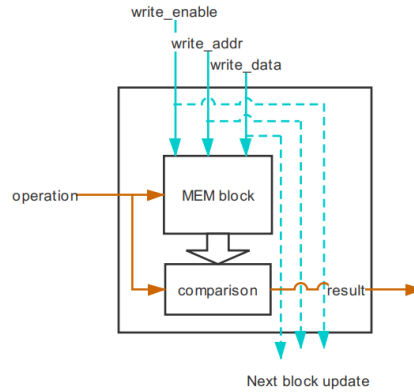 write_enable
write_addr
write_data
operation
MEM block
comparison
result
Next block update